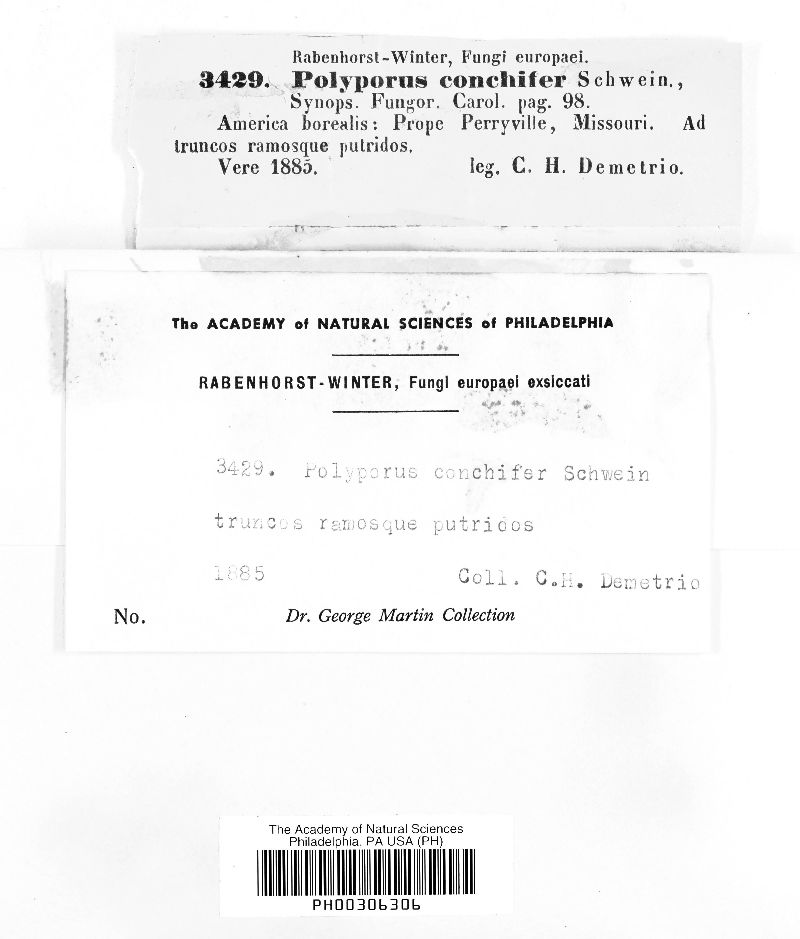 Rabenhorst-Winter, Fungi europaei.
3429. Polyporus conchifer Schwein.,
Synops. Fungor. Carol. pag. 98.
America borealis: Prope Perryville, Missouri. Ad
truncos ramosque putridos.
Vere 1885. leg. C. H. Demetrio.
The ACADEMY of NATURAL SCIENCES of PHILADELPHIA
RABENHORST-WINTER, Fungi europaei exsiccati
3429. Polyporus conchifer Schwein
truncos ramosque putridos
1885 Coll. C.H. Demetrio
No. Dr. George Martin Collection
The Academy of Natural Sciences
Philadelphia, PA USA (PH)
PH00306306